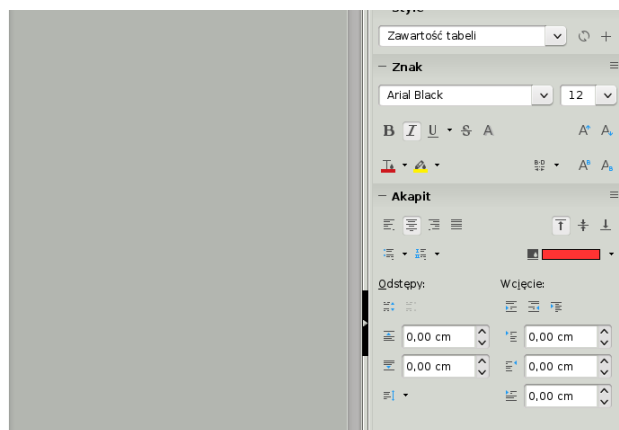 Style
Zawartość tabeli
Znak
Arial Black 12
B I U S A
Akapit
Odstępy: Wcięcie:
0,00 cm 0,00 cm
0,00 cm 0,00 cm
0,00 cm